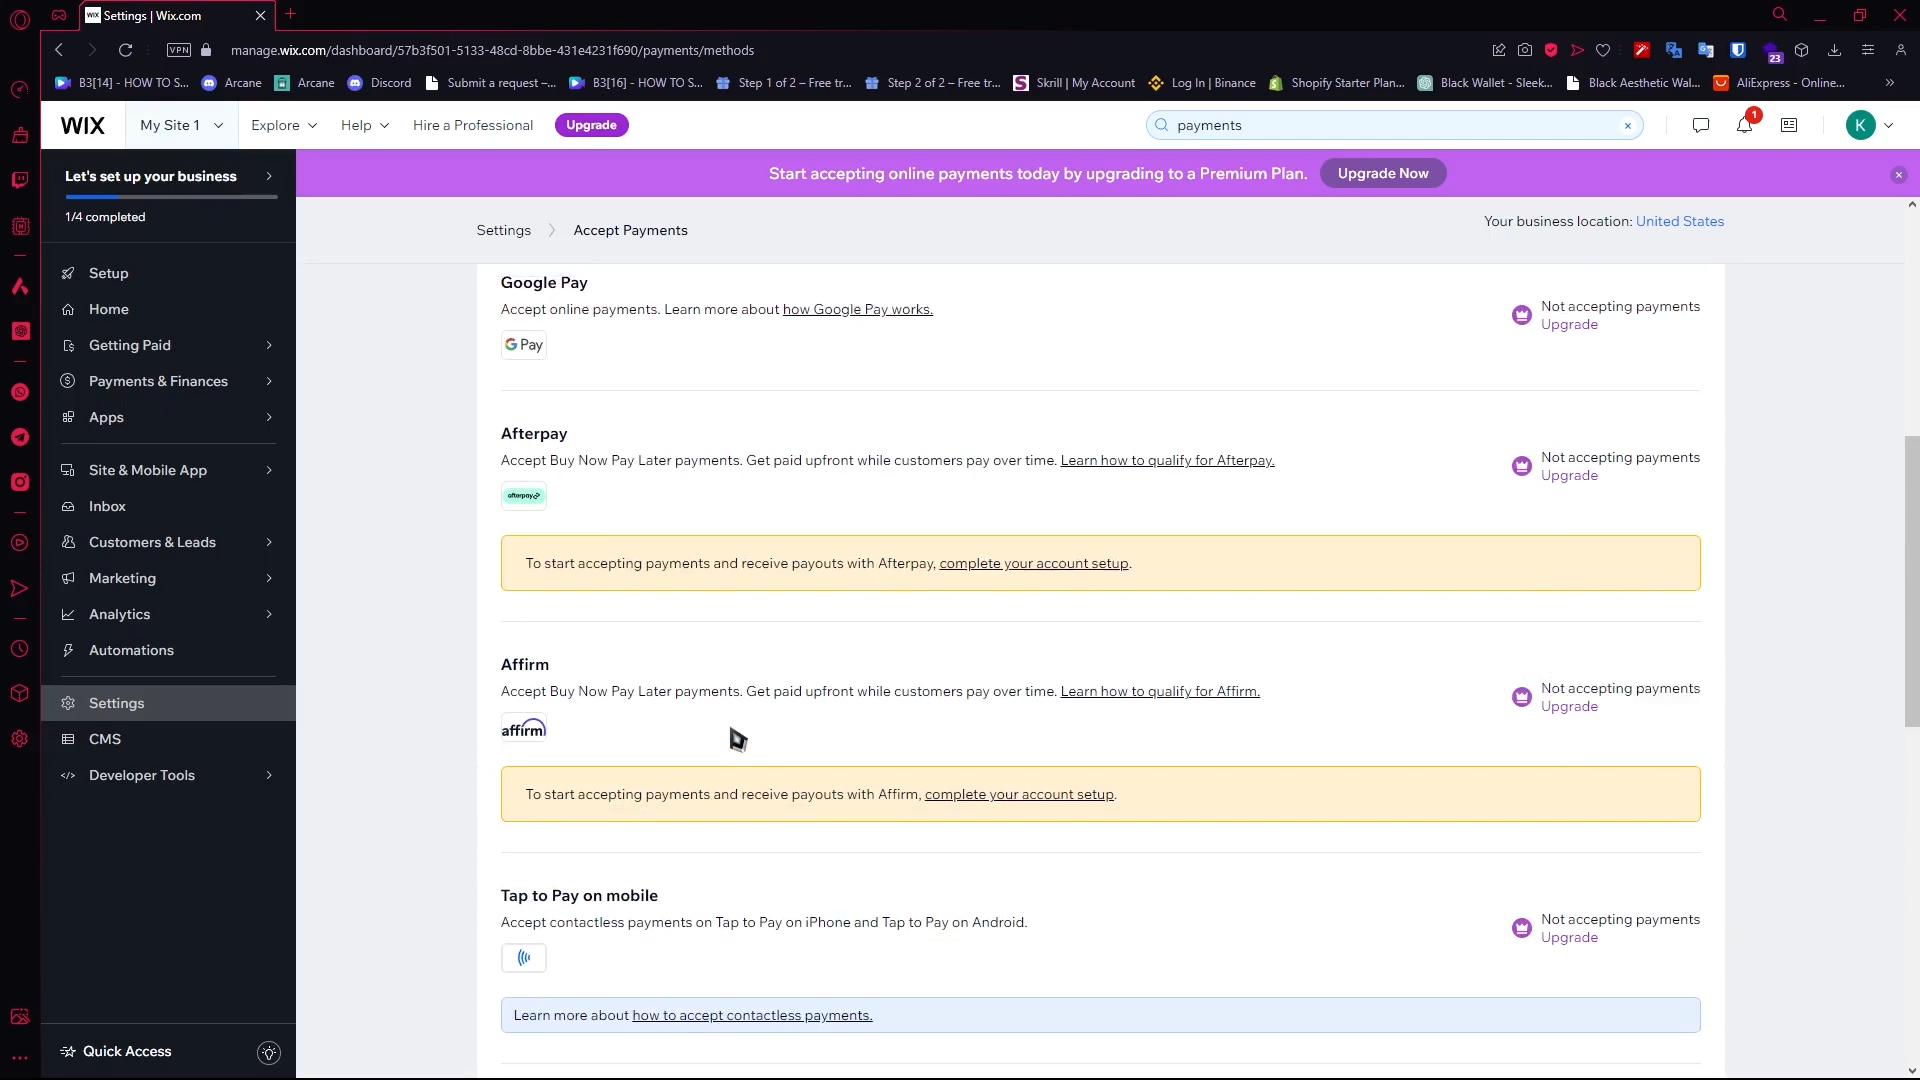 Settings | Wix.com
VPN
manage.wix.com/dashboard/57b3f501-5133-48cd-8bbe-431e4231f690/payments/methods
23
B3[14] - HOW TO S...
Arcane
Arcane
Discord
Submit a request –...
B3[16] - HOW TO S...
Step 1 of 2 – Free tr...
Step 2 of 2 – Free tr...
Skrill | My Account
Log In | Binance
Shopify Starter Plan...
Black Wallet - Sleek...
Black Aesthetic Wal...
AliExpress - Online...
WIX
My Site 1
Explore
Help
Hire a Professional
Upgrade
payments
1
K
Let's set up your business
1/4 completed
Start accepting online payments today by upgrading to a Premium Plan.
Upgrade Now
Settings
Accept Payments
Your business location: United States
Setup
Home
Getting Paid
Payments & Finances
Apps
Site & Mobile App
Inbox
Customers & Leads
Marketing
Analytics
Automations
Settings
CMS
Developer Tools
Quick Access
Google Pay
Accept online payments. Learn more about how Google Pay works.
G Pay
Not accepting payments
Upgrade
Afterpay
Accept Buy Now Pay Later payments. Get paid upfront while customers pay over time. Learn how to qualify for Afterpay.
afterpay
Not accepting payments
Upgrade
To start accepting payments and receive payouts with Afterpay, complete your account setup.
Affirm
Accept Buy Now Pay Later payments. Get paid upfront while customers pay over time. Learn how to qualify for Affirm.
affirm
Not accepting payments
Upgrade
To start accepting payments and receive payouts with Affirm, complete your account setup.
Tap to Pay on mobile
Accept contactless payments on Tap to Pay on iPhone and Tap to Pay on Android.
Not accepting payments
Upgrade
Learn more about how to accept contactless payments.